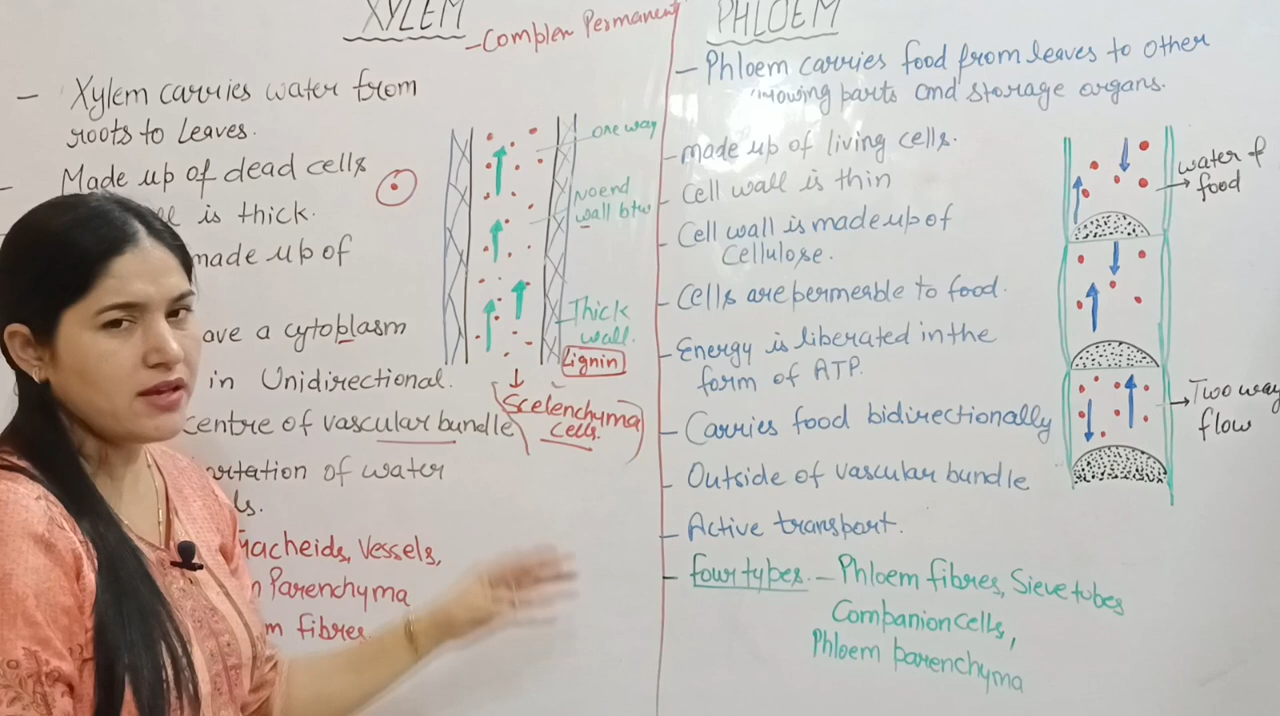 XYLEM
-Complex Permanent
- Xylem carries water from
roots to Leaves.
- Made up of dead cells
is thick.
made up of
ave a cytoplasm
in Unidirectional.
centre of vascular bundle
ortation of water
ls.
racheids, Vessels,
n Parenchyma
m fibres.
one way
No end
wall btw
Thick
wall.
Lignin
Scelenchyma
cells.
PHLOEM
- Phloem carries food from leaves to other
rowing parts and storage organs.
- made up of living cells.
- Cell wall is thin
- Cell wall is made up of
Cellulose.
- Cells are permeable to food.
- Energy is liberated in the
form of ATP.
- Carries food bidirectionally
- Outside of vascular bundle
- Active transport.
- four types. - Phloem fibres, Sieve tubes
Companion cells,
Phloem parenchyma
water &
food
Two way
flow